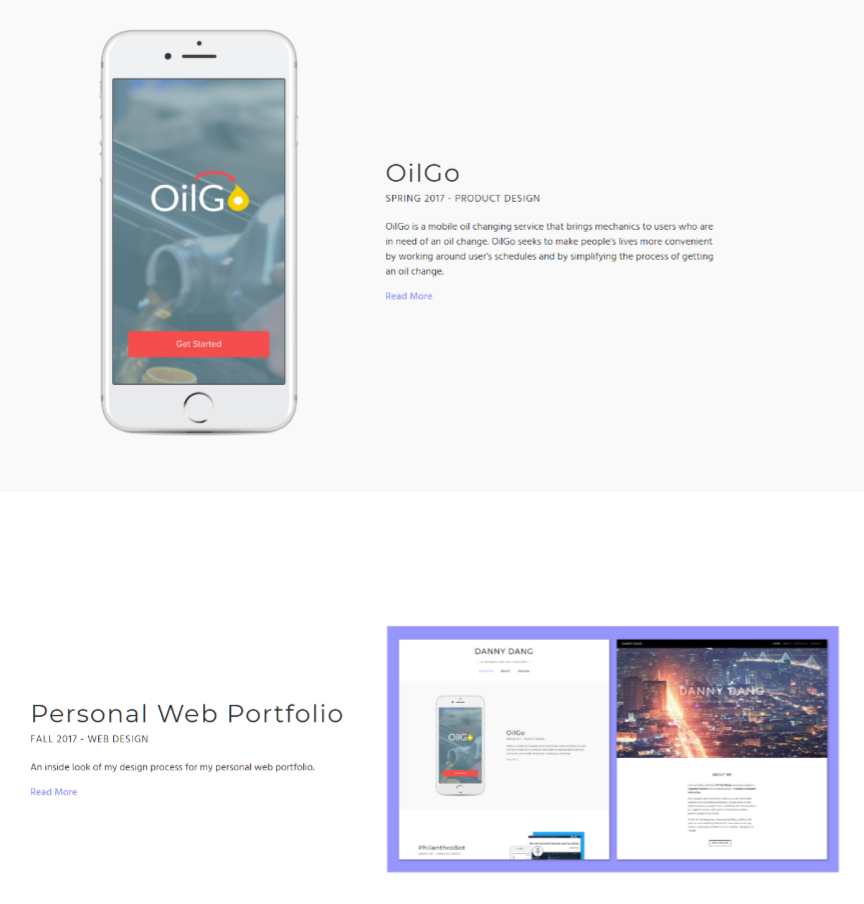 OilGo
Get Started
OilGo
SPRING 2017 - PRODUCT DESIGN
OilGo is a mobile oil changing service that brings mechanics to users who are
in need of an oil change. OilGo seeks to make people's lives more convenient
by working around user's schedules and by simplifying the process of getting
an oil change.
Read More
Personal Web Portfolio
FALL 2017 - WEB DESIGN
An inside look of my design process for my personal web portfolio.
Read More
DANNY DANG
OilGo
OilGo
PhilanthroBot
DANNY DANG
DANNY DANG
ABOUT ME